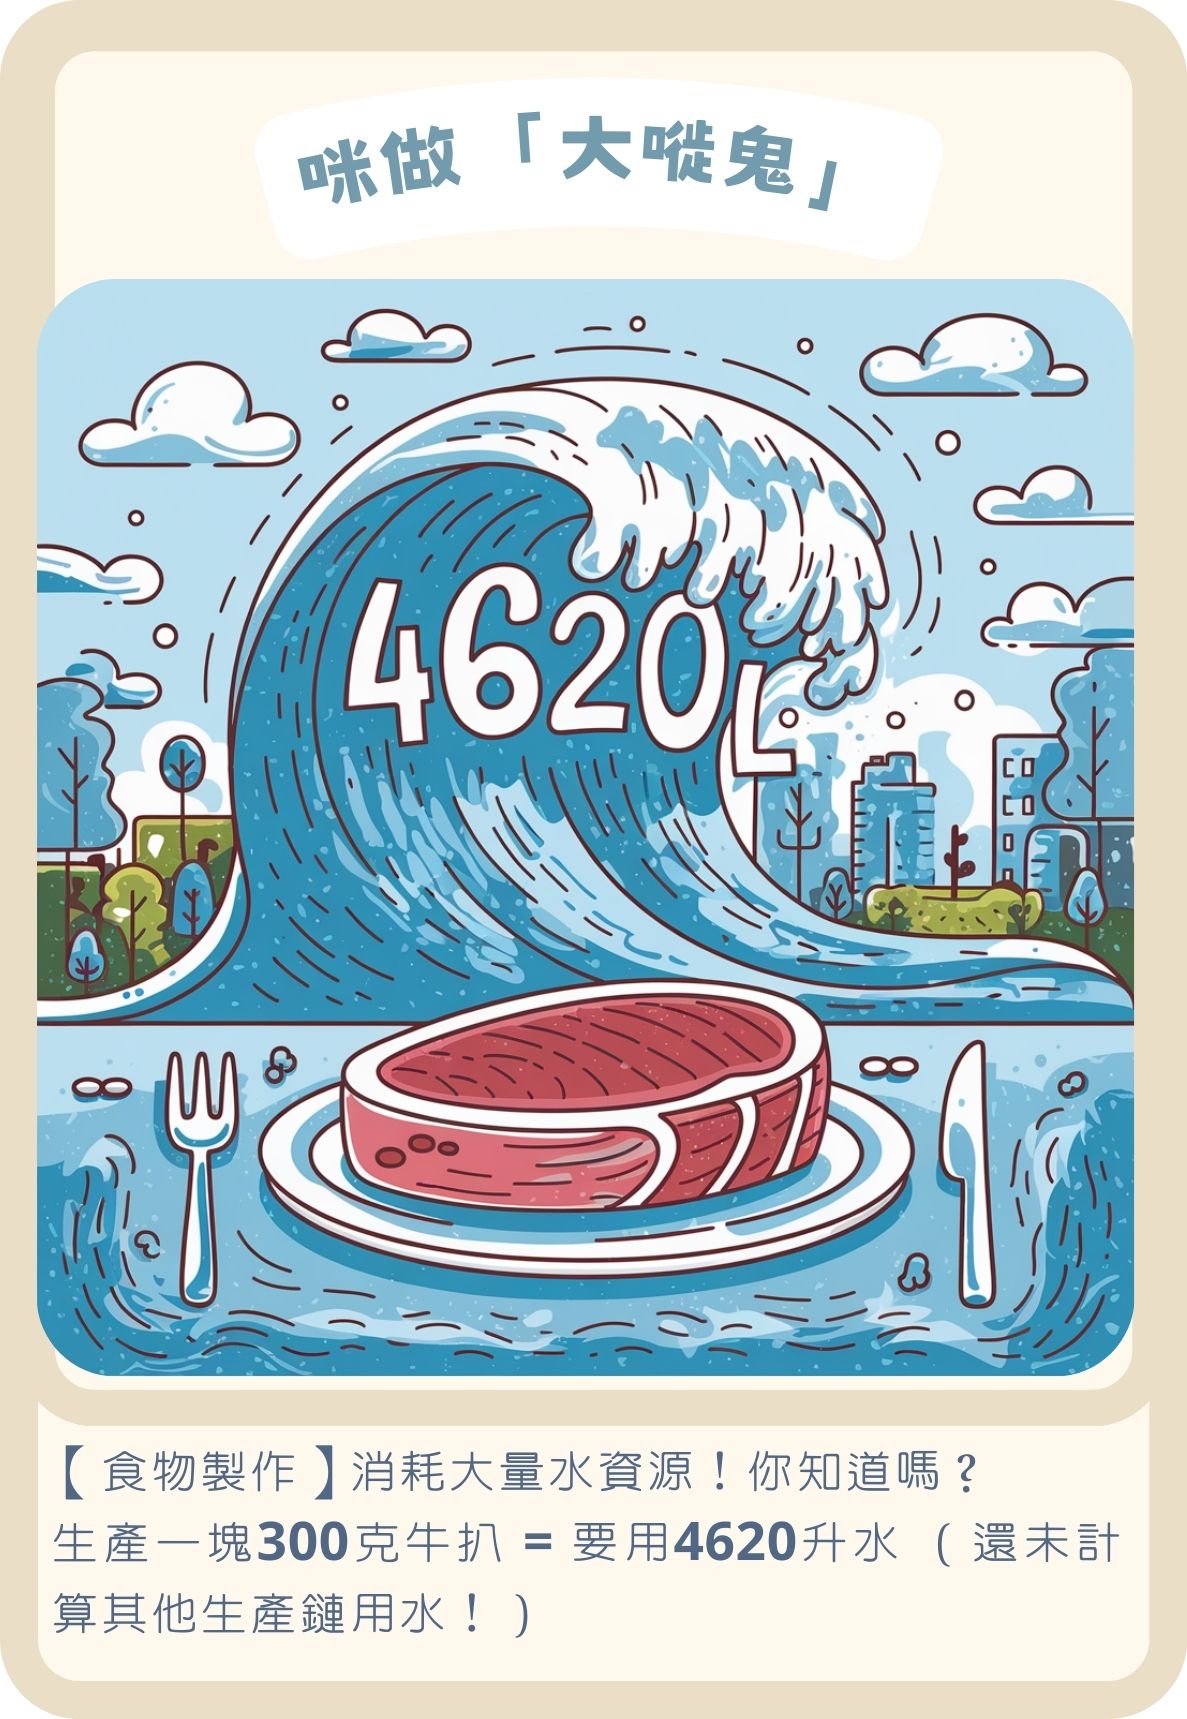 咪做「大嘥鬼」
4620L
【食物製作】消耗大量水資源！你知道嗎？
生產一塊300克牛扒 = 要用4620升水 （還未計
算其他生產鏈用水！）